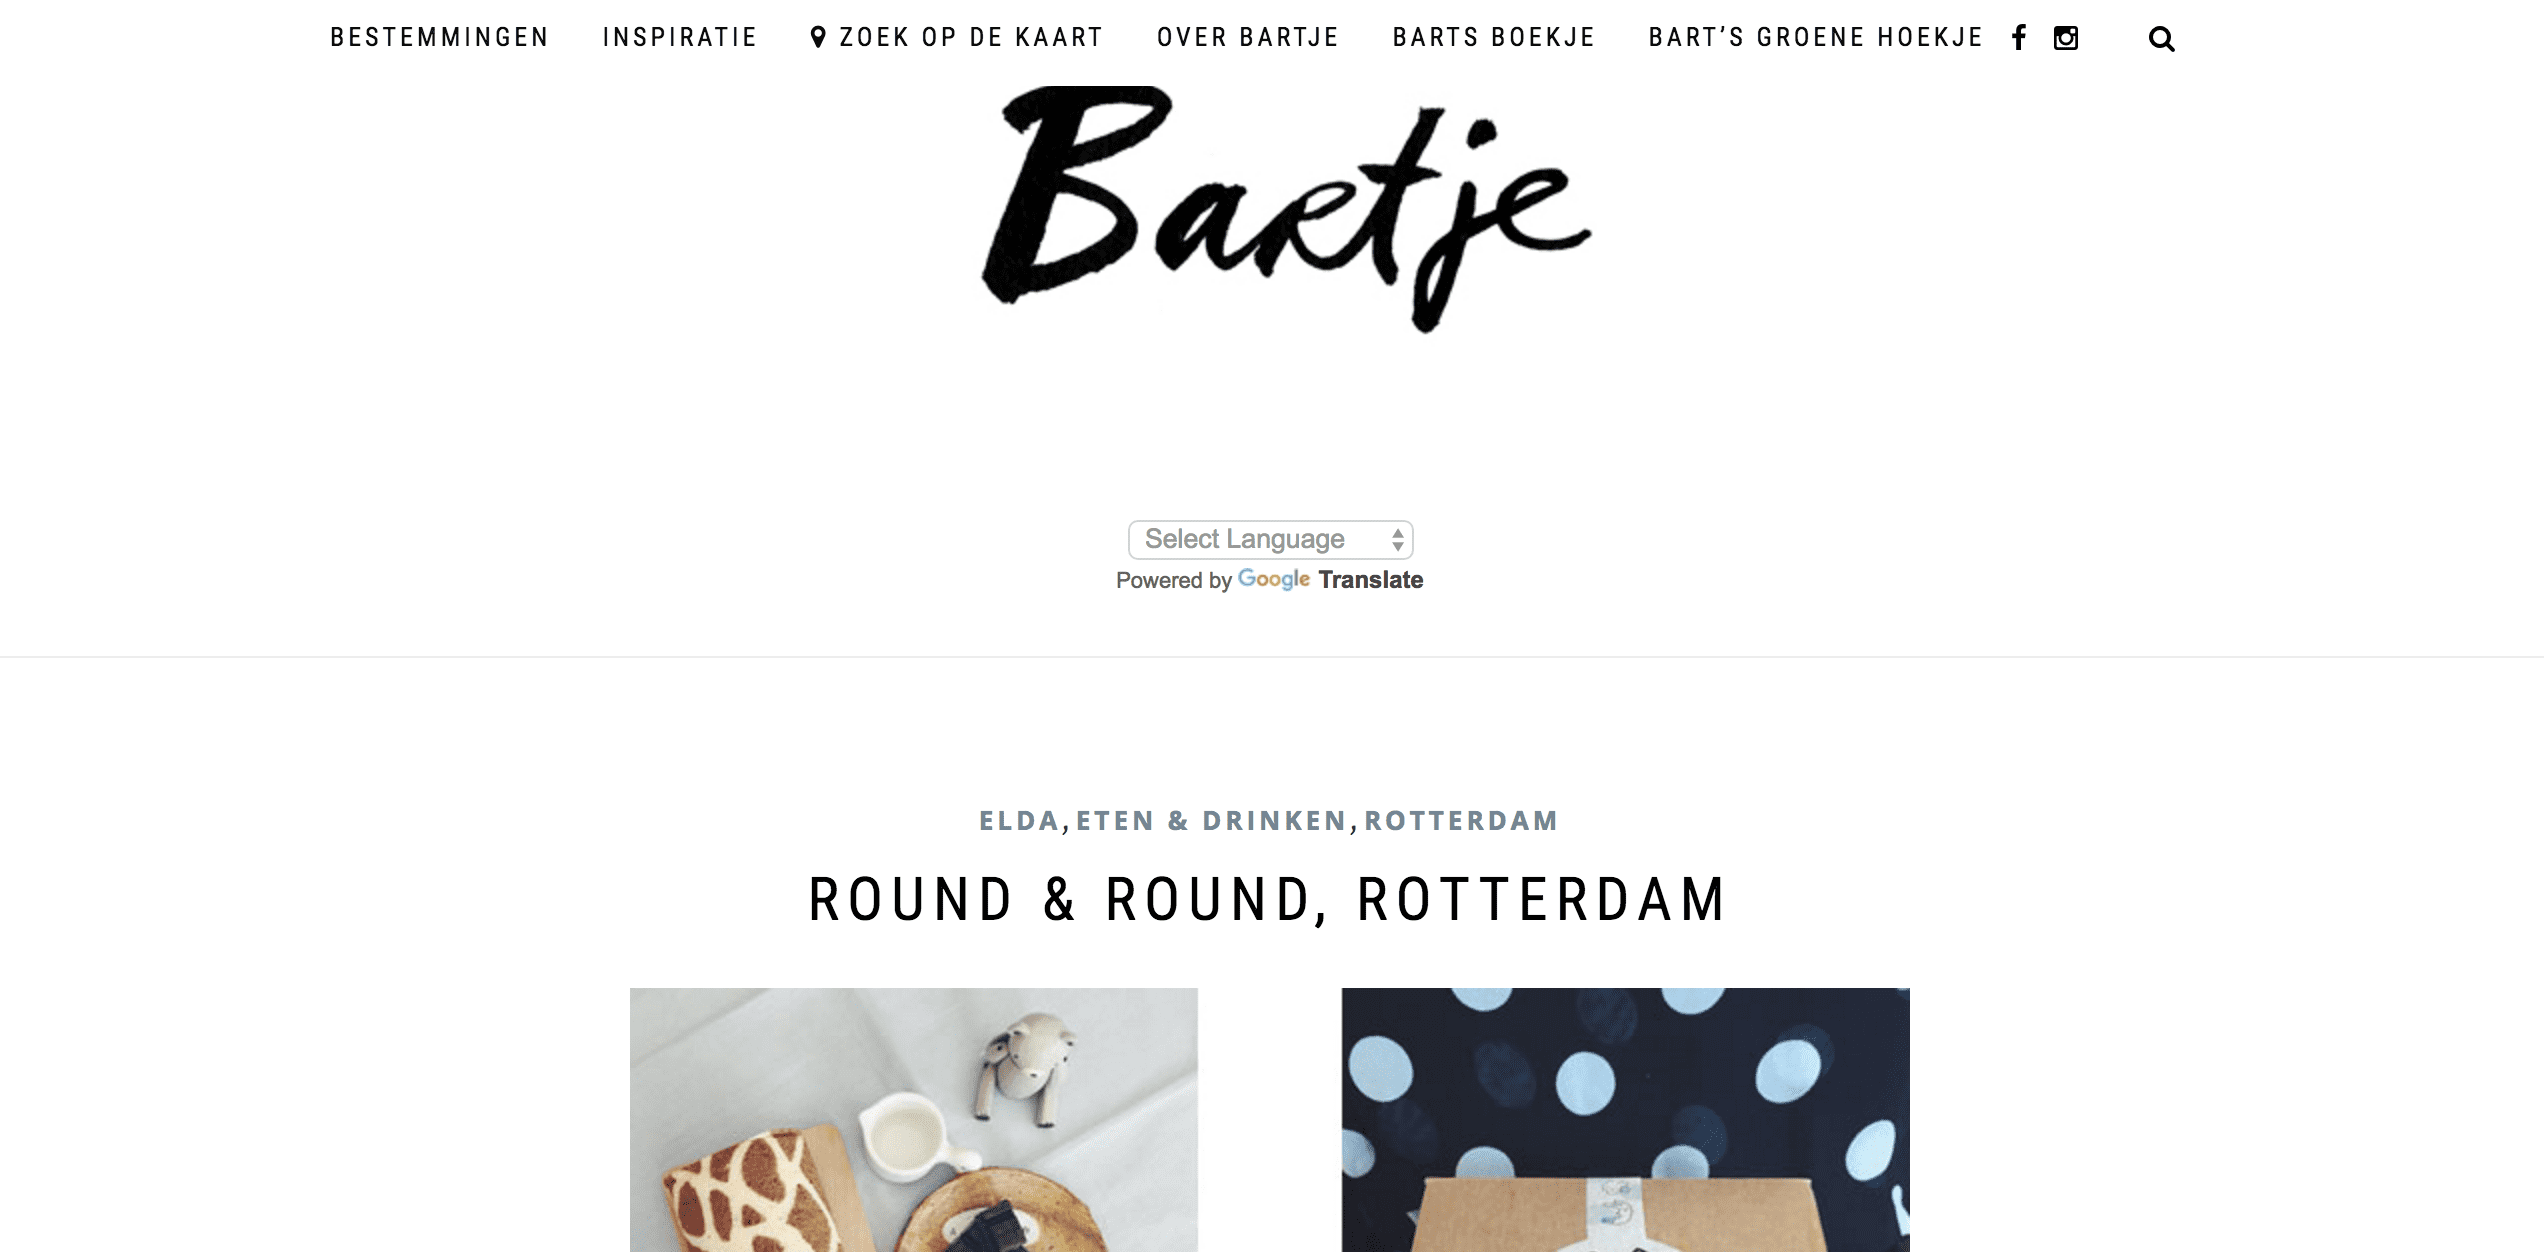 BESTEMMINGEN INSPIRATIE ZOEK OP DE KAART OVER BARTJE BARTS BOEKJE BART’S GROENE HOEKJE
Bartje
Select Language
Powered by Google Translate
ELDA, ETEN & DRINKEN, ROTTERDAM
ROUND & ROUND, ROTTERDAM